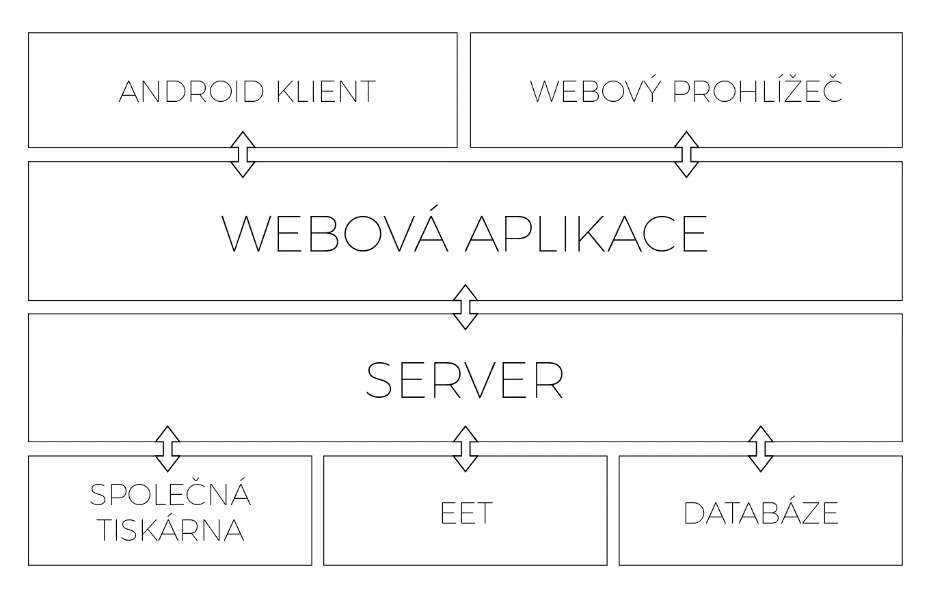 ANDROID KLIENT
WEBOVÝ PROHLÍŽEČ
WEBOVÁ APLIKACE
SERVER
SPOLEČNÁ
TISKÁRNA
EET
DATABÁZE